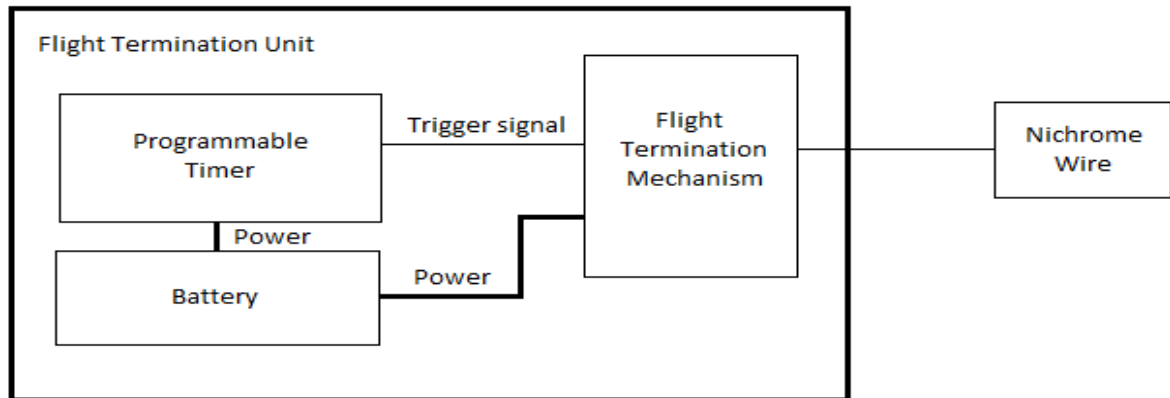 Flight Termination Unit
Programmable
Timer
Trigger signal
Flight
Termination
Mechanism
Nichrome
Wire
Power
Battery
Power